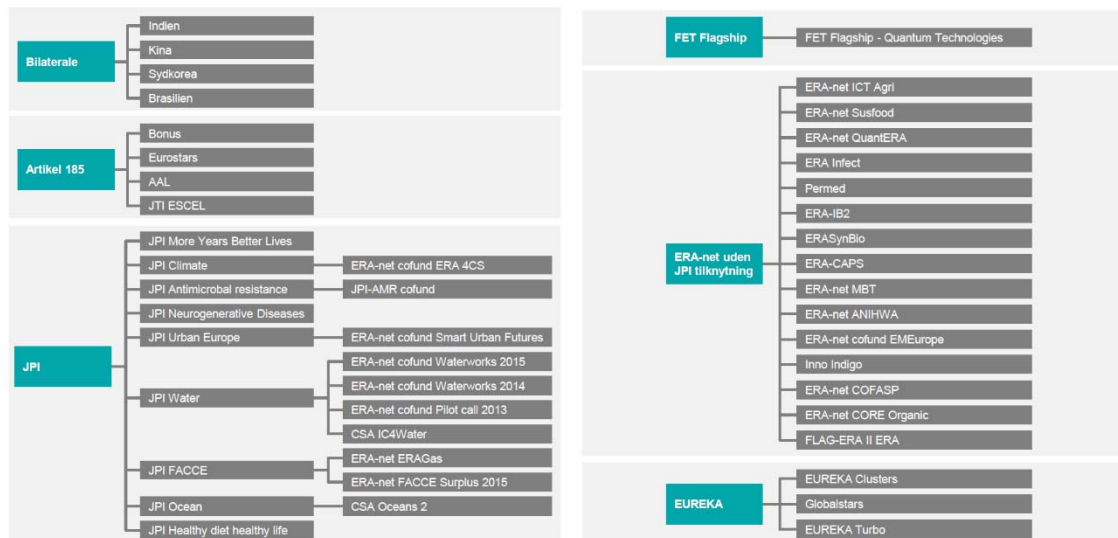 Bilaterale
Indien
Kina
Sydkorea
Brasilien
Artikel 185
Bonus
Eurostars
AAL
JTI ESCEL
JPI
JPI More Years Better Lives
JPI Climate
ERA-net cofund ERA 4CS
JPI Antimicrobal resistance
JPI-AMR cofund
JPI Neurogenerative Diseases
JPI Urban Europe
ERA-net cofund Smart Urban Futures
JPI Water
ERA-net cofund Waterworks 2015
ERA-net cofund Waterworks 2014
ERA-net cofund Pilot call 2013
CSA IC4Water
JPI FACCE
ERA-net ERAGas
ERA-net FACCE Surplus 2015
JPI Ocean
CSA Oceans 2
JPI Healthy diet healthy life
FET Flagship
FET Flagship - Quantum Technologies
ERA-net uden
JPI tilknytning
ERA-net ICT Agri
ERA-net Susfood
ERA-net QuantERA
ERA Infect
Permed
ERA-IB2
ERASynBio
ERA-CAPS
ERA-net MBT
ERA-net ANIHWA
ERA-net cofund EMEurope
Inno Indigo
ERA-net COFASP
ERA-net CORE Organic
FLAG-ERA II ERA
EUREKA
EUREKA Clusters
Globalstars
EUREKA Turbo